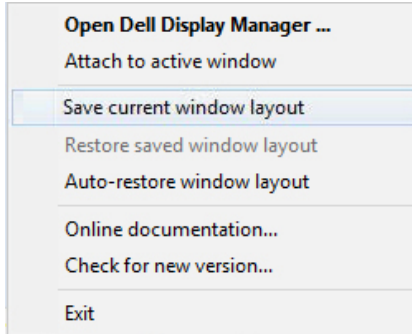 Open Dell Display Manager ...
Attach to active window
Save current window layout
Restore saved window layout
Auto-restore window layout
Online documentation...
Check for new version...
Exit